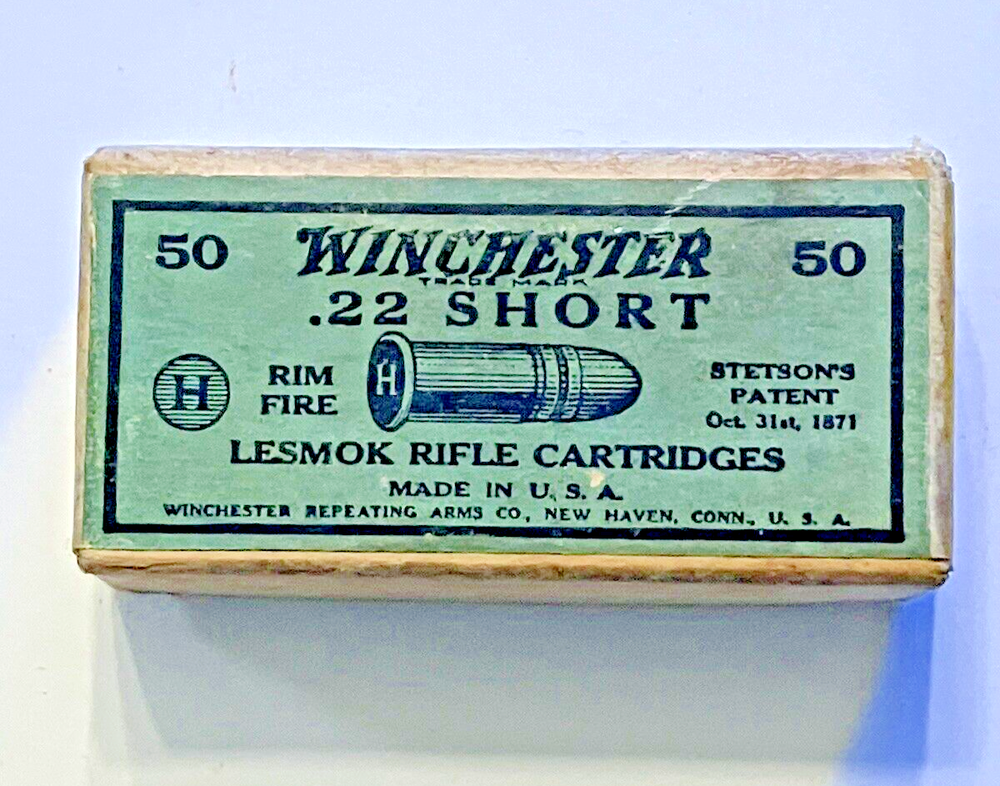 50 WINCHESTER 50
TRADE MARK
.22 SHORT
H
RIM
FIRE
H
STETSON'S
PATENT
Oct. 31st, 1871
LESMOK RIFLE CARTRIDGES
MADE IN U. S. A.
WINCHESTER REPEATING ARMS CO., NEW HAVEN, CONN., U. S. A.